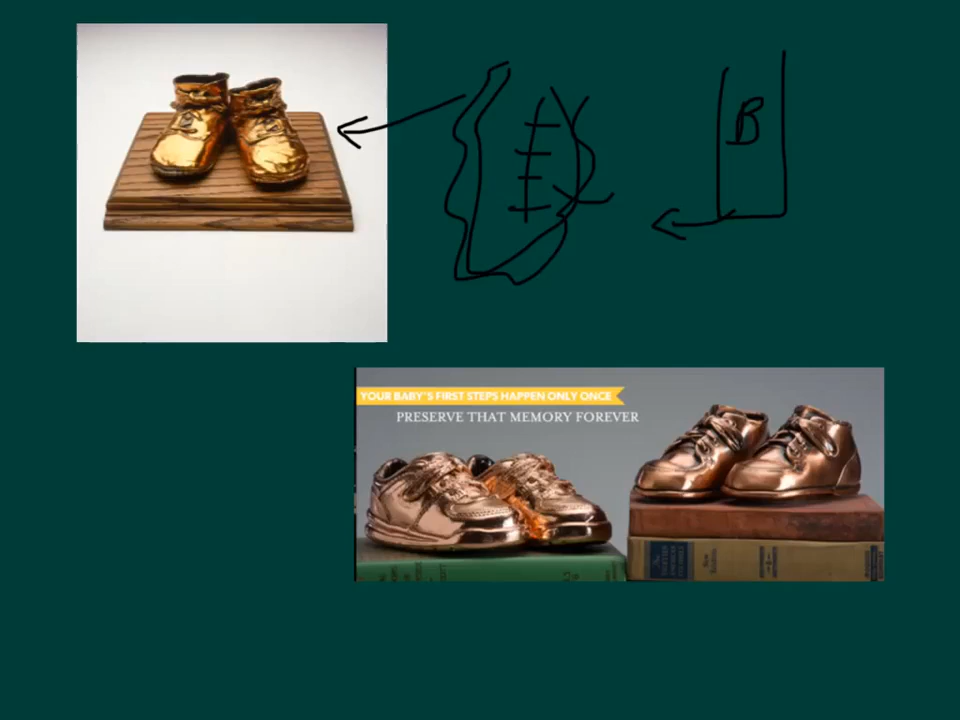 B
YOUR BABY'S FIRST STEPS HAPPEN ONLY ONCE
PRESERVE THAT MEMORY FOREVER